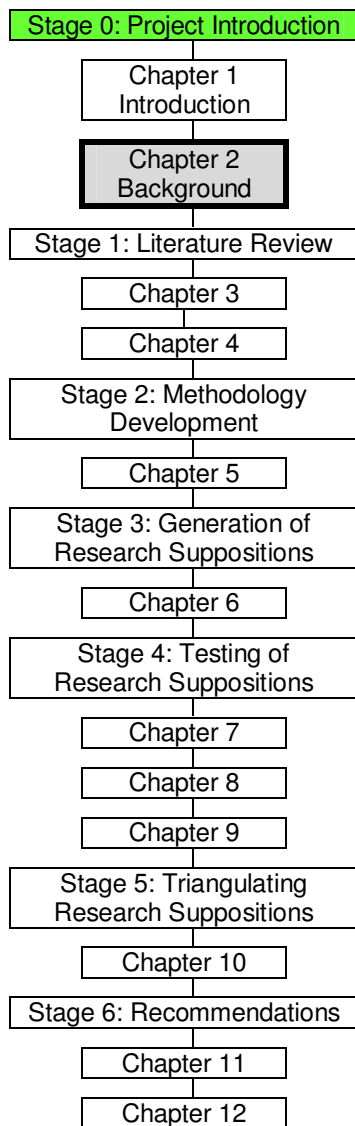 Stage 0: Project Introduction
Chapter 1
Introduction
Chapter 2
Background
Stage 1: Literature Review
Chapter 3
Chapter 4
Stage 2: Methodology
Development
Chapter 5
Stage 3: Generation of
Research Suppositions
Chapter 6
Stage 4: Testing of
Research Suppositions
Chapter 7
Chapter 8
Chapter 9
Stage 5: Triangulating
Research Suppositions
Chapter 10
Stage 6: Recommendations
Chapter 11
Chapter 12